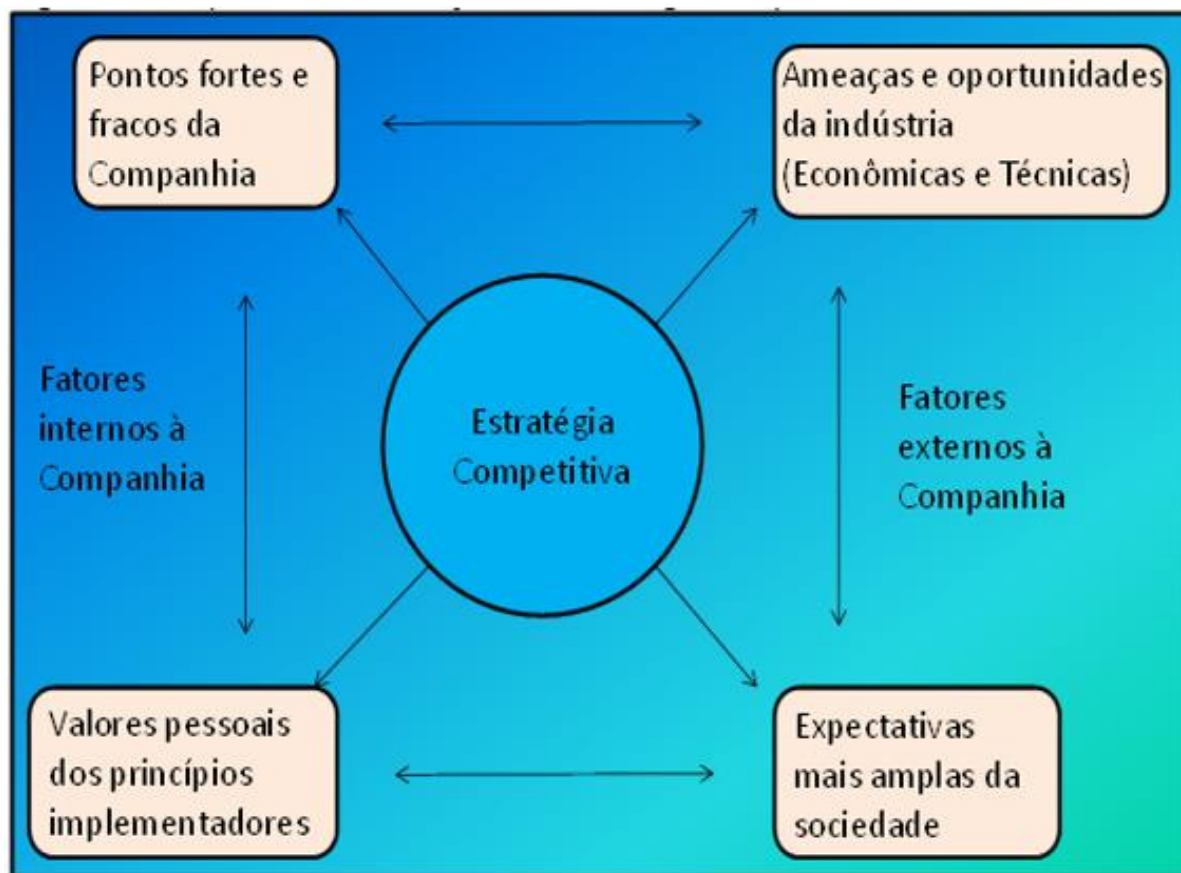 Pontos fortes e
fracos da
Companhia
Ameaças e oportunidades
da indústria
(Econômicas e Técnicas)
Fatores
internos à
Companhia
Estratégia
Competitiva
Fatores
externos à
Companhia
Valores pessoais
dos princípios
implementadores
Expectativas
mais amplas da
sociedade